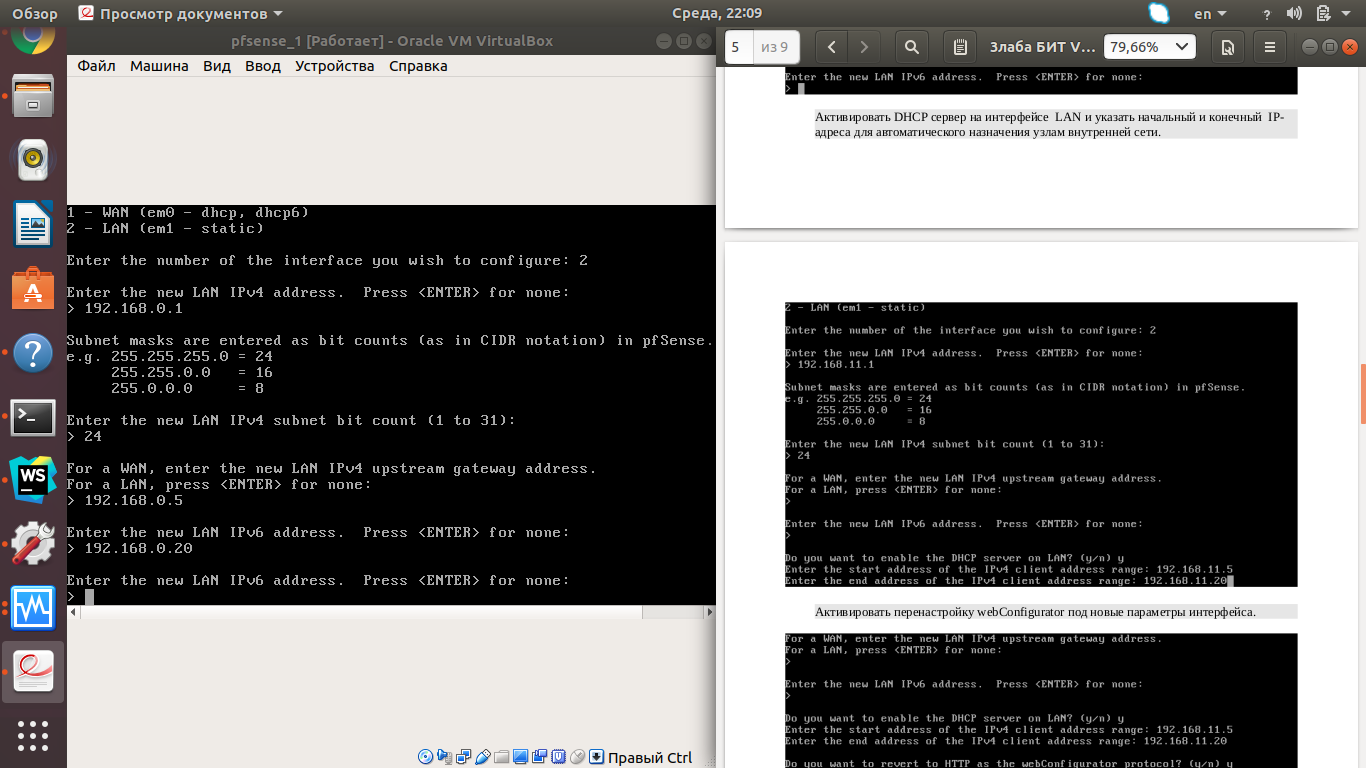 Обзор
Просмотр документов
Среда, 22:09
en
pfsense_1 [Работает] - Oracle VM VirtualBox
Файл Машина Вид Ввод Устройства Справка
1 - WAN (em0 - dhcp, dhcp6)
2 - LAN (em1 - static)
Enter the number of the interface you wish to configure: 2
Enter the new LAN IPv4 address. Press <ENTER> for none:
> 192.168.0.1
Subnet masks are entered as bit counts (as in CIDR notation) in pfSense.
e.g. 255.255.255.0 = 24
255.255.0.0 = 16
255.0.0.0 = 8
Enter the new LAN IPv4 subnet bit count (1 to 31):
> 24
For a WAN, enter the new LAN IPv4 upstream gateway address.
For a LAN, press <ENTER> for none:
> 192.168.0.5
Enter the new LAN IPv6 address. Press <ENTER> for none:
> 192.168.0.20
Enter the new LAN IPv6 address. Press <ENTER> for none:
>
Правый Ctrl
WS
5 из 9
3лаба БИТ V...
79,66%
Enter the new LAN IPv6 address. Press <ENTER> for none:
>
Активировать DHCP сервер на интерфейсе LAN и указать начальный и конечный IP-
адреса для автоматического назначения узлам внутренней сети.
2 - LAN (em1 - static)
Enter the number of the interface you wish to configure: 2
Enter the new LAN IPv4 address. Press <ENTER> for none:
> 192.168.11.1
Subnet masks are entered as bit counts (as in CIDR notation) in pfSense.
e.g. 255.255.255.0 = 24
255.255.0.0 = 16
255.0.0.0 = 8
Enter the new LAN IPv4 subnet bit count (1 to 31):
> 24
For a WAN, enter the new LAN IPv4 upstream gateway address.
For a LAN, press <ENTER> for none:
>
Enter the new LAN IPv6 address. Press <ENTER> for none:
>
Do you want to enable the DHCP server on LAN? (y/n) y
Enter the start address of the IPv4 client address range: 192.168.11.5
Enter the end address of the IPv4 client address range: 192.168.11.20
Активировать перенастройку webConfigurator под новые параметры интерфейса.
For a WAN, enter the new LAN IPv4 upstream gateway address.
For a LAN, press <ENTER> for none:
>
Enter the new LAN IPv6 address. Press <ENTER> for none:
>
Do you want to enable the DHCP server on LAN? (y/n) y
Enter the start address of the IPv4 client address range: 192.168.11.5
Enter the end address of the IPv4 client address range: 192.168.11.20
Do you want to revert to HTTP as the webConfigurator protocol? (y/n) y